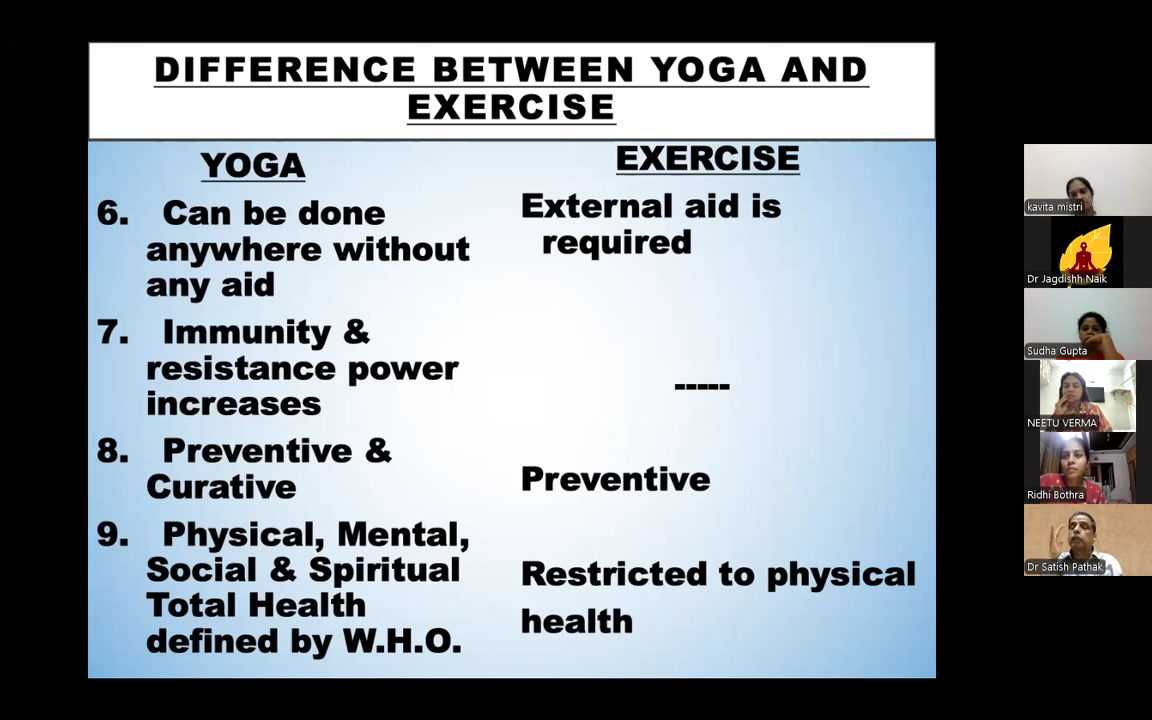 DIFFERENCE BETWEEN YOGA AND
EXERCISE
YOGA
6. Can be done
anywhere without
any aid
7. Immunity &
resistance power
increases
8. Preventive &
Curative
9. Physical, Mental,
Social & Spiritual
Total Health
defined by W.H.O.
EXERCISE
External aid is
required
-----
Preventive
Restricted to physical
health
kavita mistri
Dr Jagdishh Naik
Sudha Gupta
NEETU VERMA
Ridhi Bothra
Dr Satish Pathak